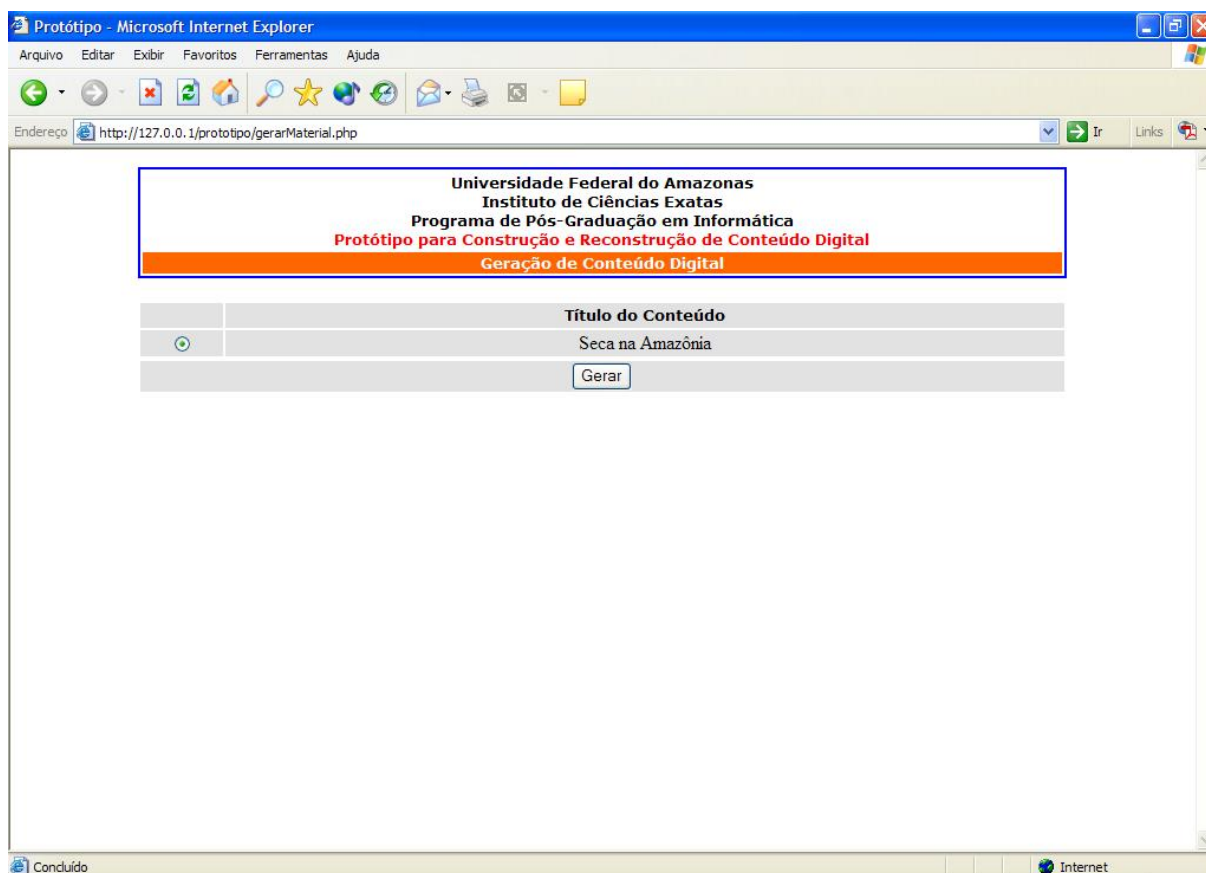 Protótipo - Microsoft Internet Explorer
Arquivo Editar Exibir Favoritos Ferramentas Ajuda
Endereço http://127.0.0.1/prototipo/gerarMaterial.php Ir Links
Universidade Federal do Amazonas
Instituto de Ciências Exatas
Programa de Pós-Graduação em Informática
Protótipo para Construção e Reconstrução de Conteúdo Digital
Geração de Conteúdo Digital
Título do Conteúdo
Seca na Amazônia
Gerar
Concluído Internet